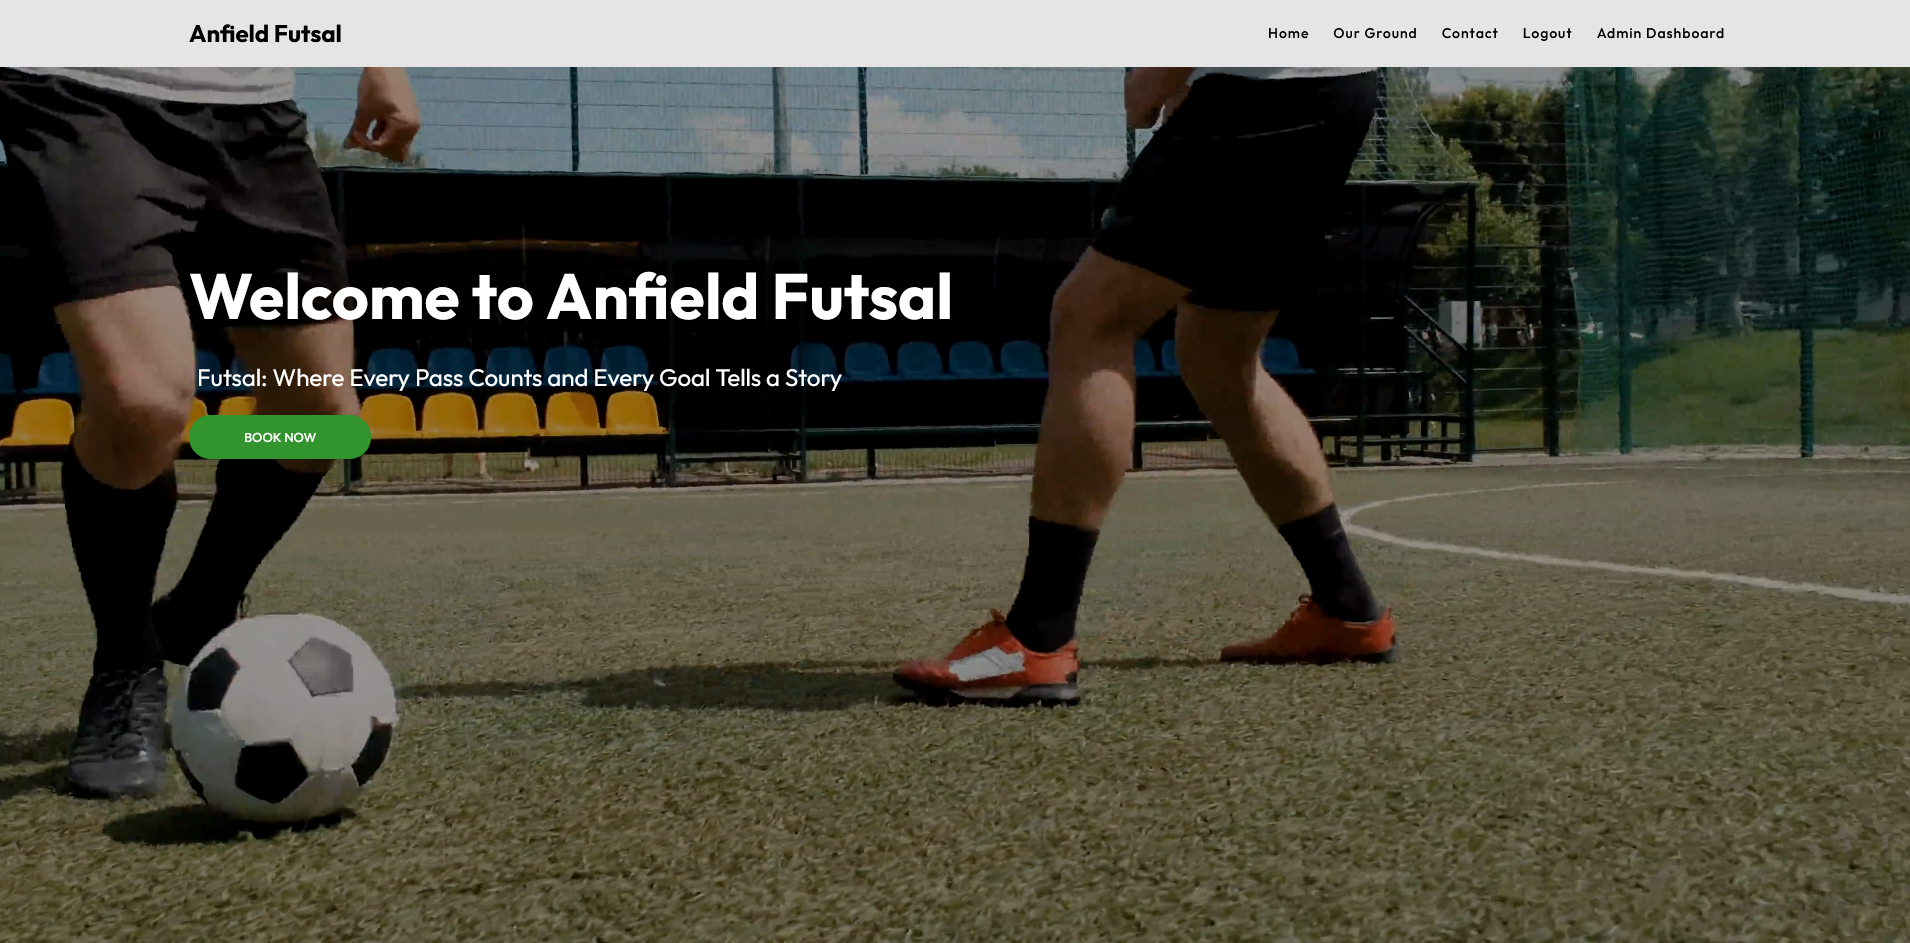 Anfield Futsal
Home Our Ground Contact Logout Admin Dashboard
Welcome to Anfield Futsal
Futsal: Where Every Pass Counts and Every Goal Tells a Story
BOOK NOW